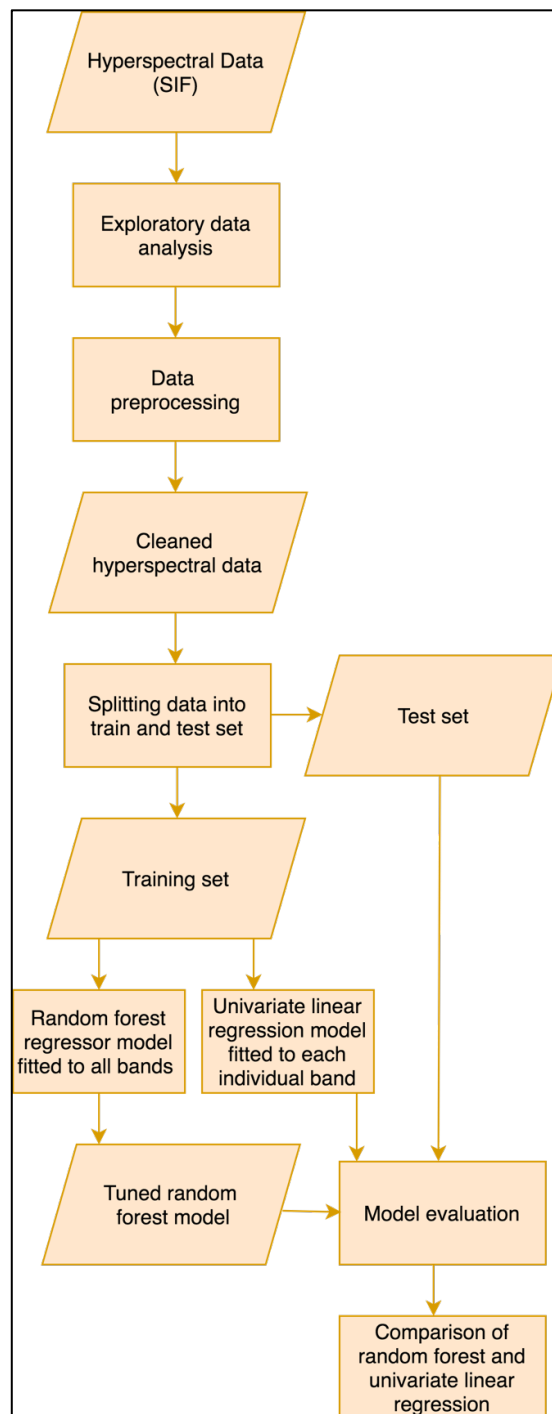 Hyperspectral Data
(SIF)
Exploratory data
analysis
Data
preprocessing
Cleaned
hyperspectral data
Splitting data into
train and test set
Test set
Training set
Random forest
regressor model
fitted to all bands
Univariate linear
regression model
fitted to each
individual band
Tuned random
forest model
Model evaluation
Comparison of
random forest and
univariate linear
regression